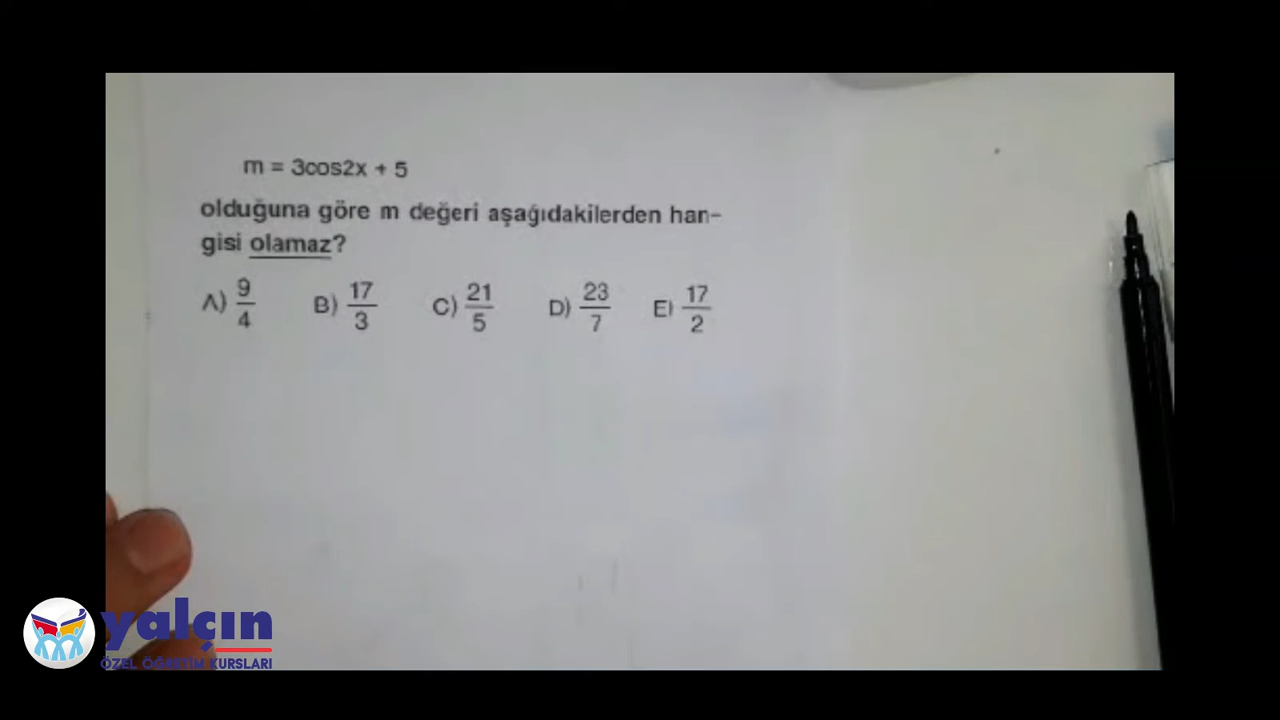 m = 3cos2x + 5
olduğuna göre m değeri aşağıdakilerden han-
gisi olamaz?
A) 9/4 B) 17/3 C) 21/5 D) 23/7 E) 17/2
yalçın
ÖZEL ÖĞRETİM KURSLARI